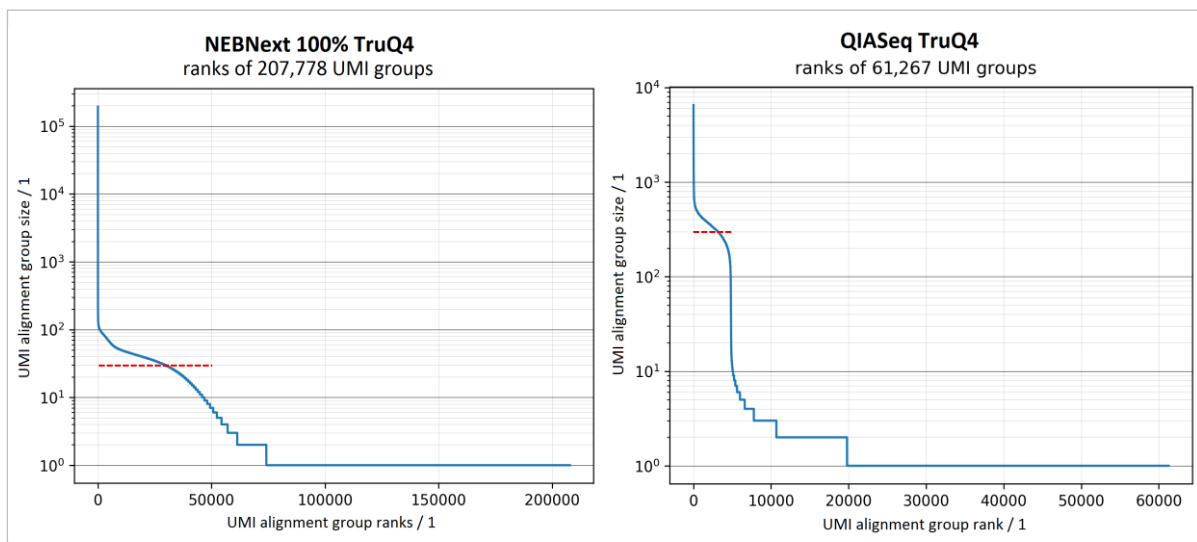 NEBNext 100% TruQ4
ranks of 207,778 UMI groups
UMI alignment group size / 1
10^5
10^4
10^3
10^2
10^1
10^0
0 50000 100000 150000 200000
UMI alignment group ranks / 1
QIASeq TruQ4
ranks of 61,267 UMI groups
UMI alignment group size / 1
10^4
10^3
10^2
10^1
10^0
0 10000 20000 30000 40000 50000 60000
UMI alignment group rank / 1